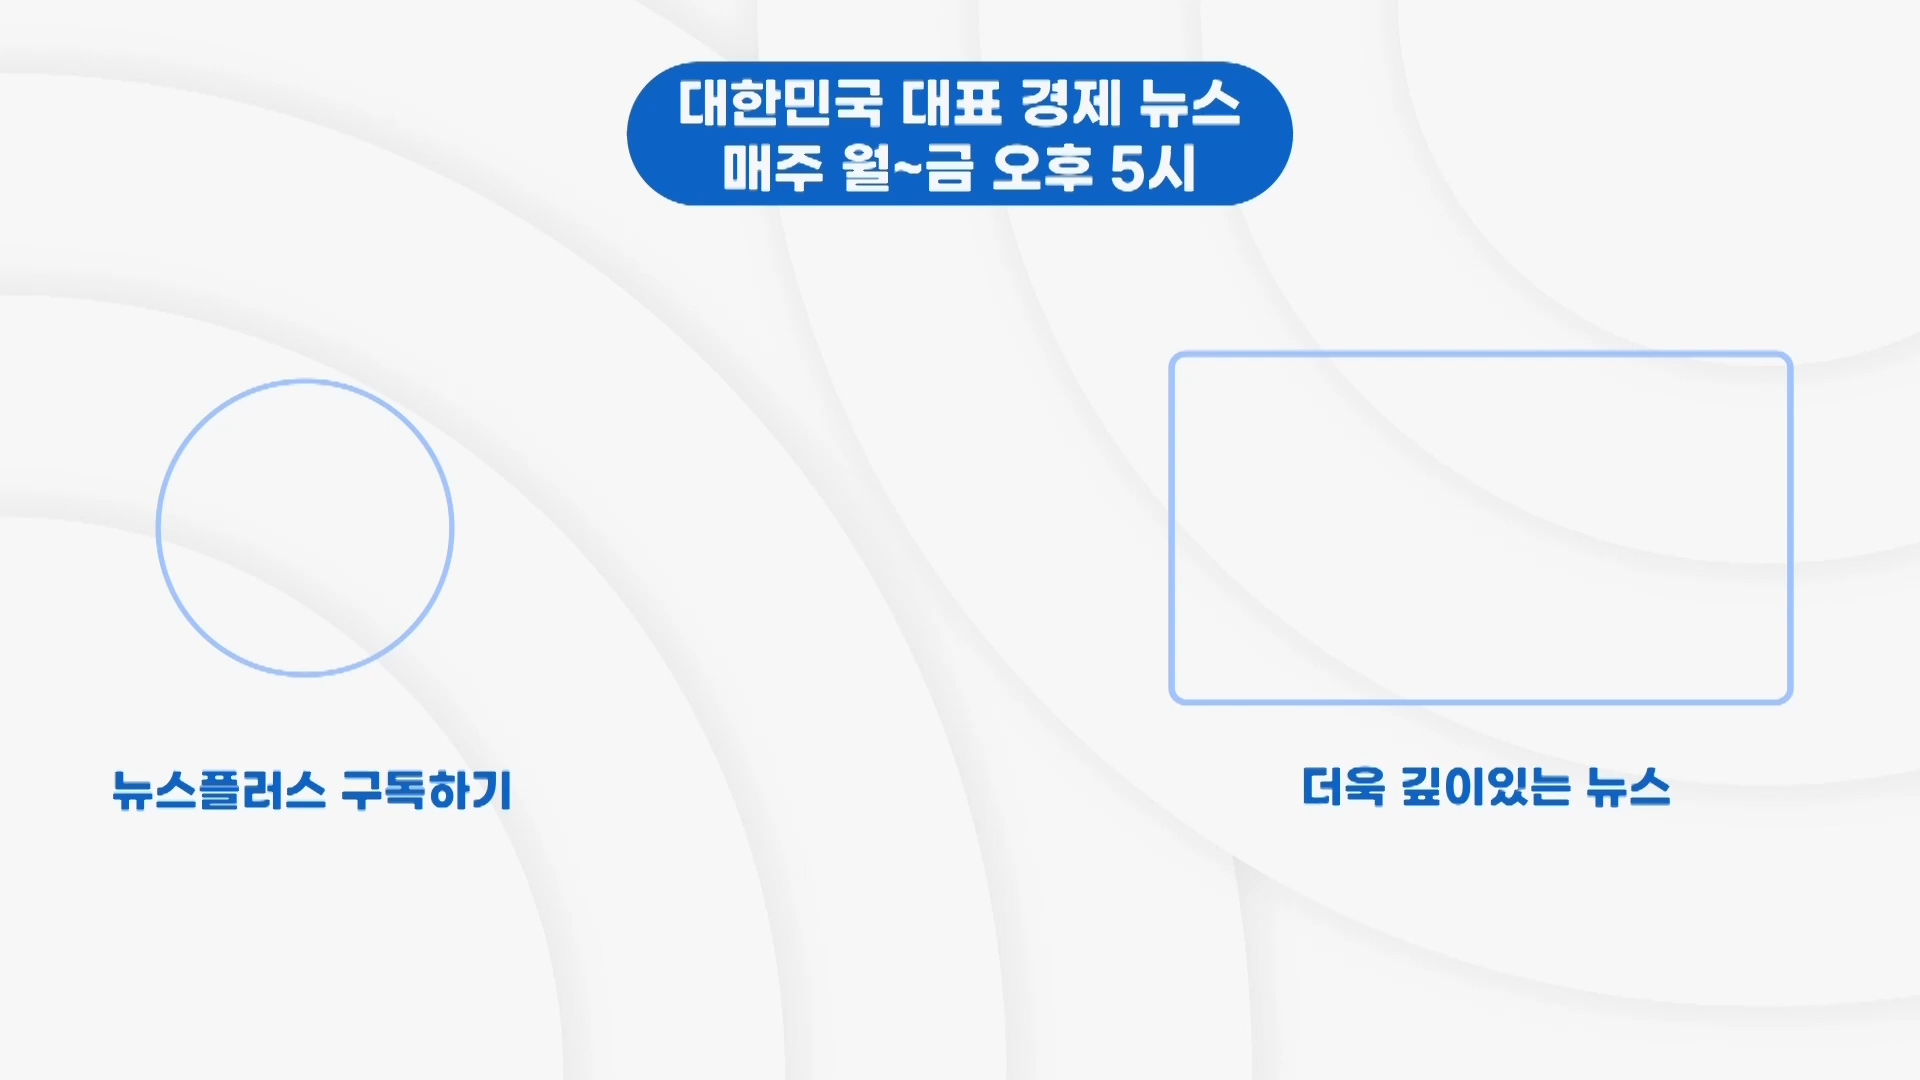 대한민국 대표 경제 뉴스
매주 월~금 오후 5시
뉴스플러스 구독하기
더욱 깊이있는 뉴스